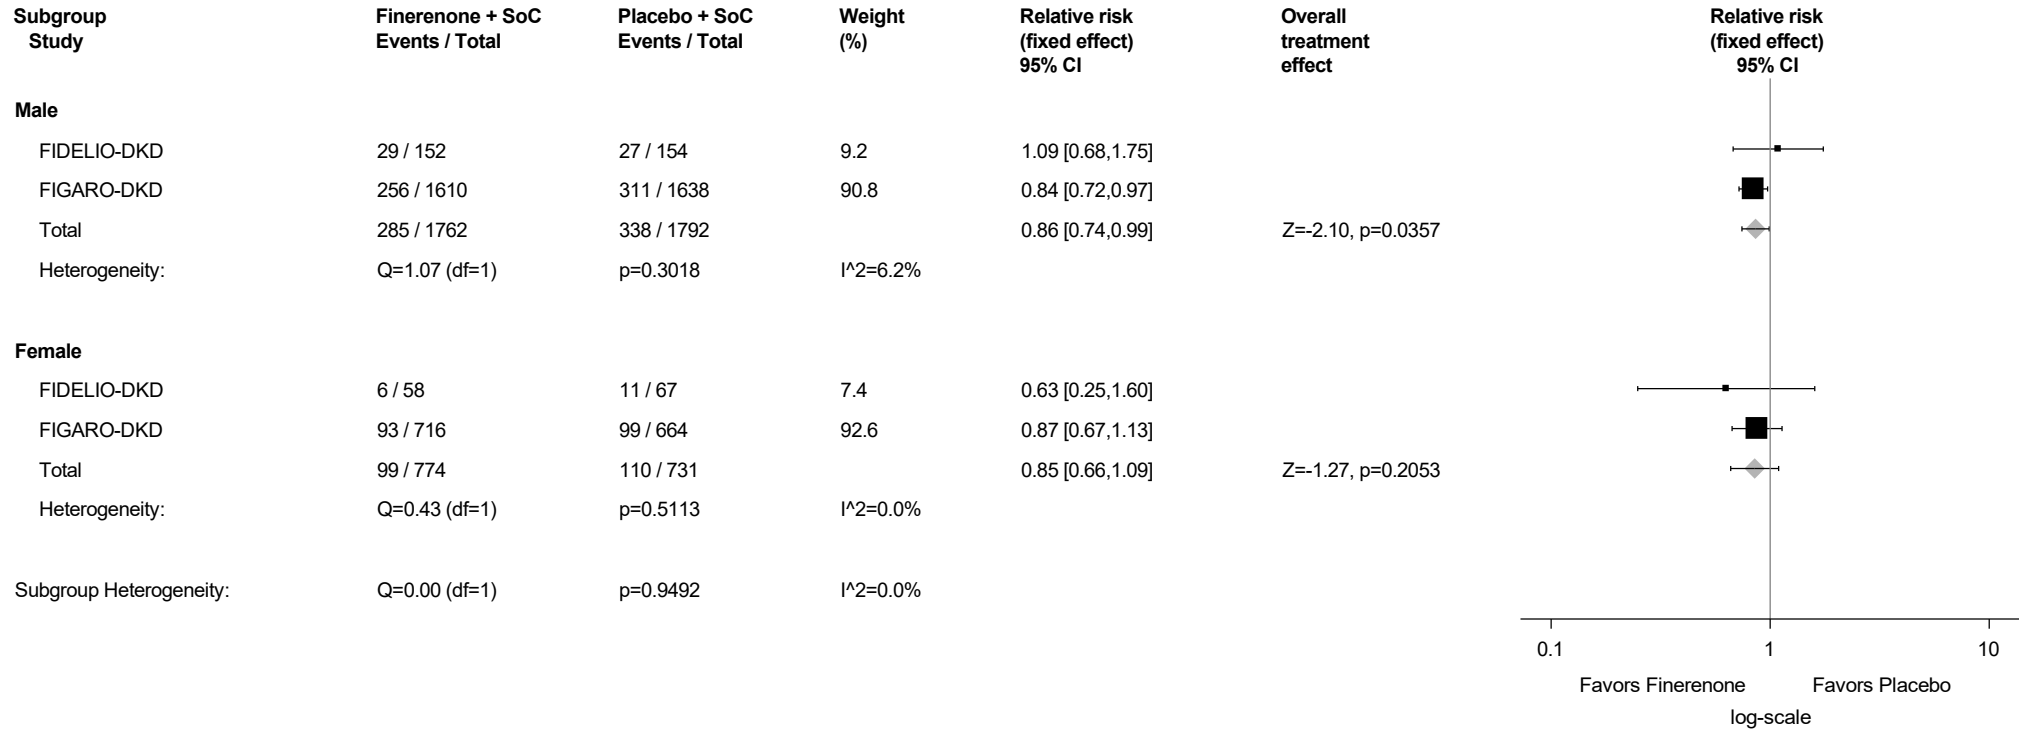 Subgroup Finerenone + SoC Placebo + SoC Weight Relative risk Overall Relative risk
Study Events / Total Events / Total (%) (fixed effect) treatment (fixed effect)
95% CI effect 95% CI
Male
FIDELIO-DKD 29 / 152 27 / 154 9.2 1.09 [0.68,1.75]
FIGARO-DKD 256 / 1610 311 / 1638 90.8 0.84 [0.72,0.97]
Total 285 / 1762 338 / 1792 0.86 [0.74,0.99] Z=-2.10, p=0.0357
Heterogeneity: Q=1.07 (df=1) p=0.3018 I^2=6.2%
Female
FIDELIO-DKD 6 / 58 11 / 67 7.4 0.63 [0.25,1.60]
FIGARO-DKD 93 / 716 99 / 664 92.6 0.87 [0.67,1.13]
Total 99 / 774 110 / 731 0.85 [0.66,1.09] Z=-1.27, p=0.2053
Heterogeneity: Q=0.43 (df=1) p=0.5113 I^2=0.0%
Subgroup Heterogeneity: Q=0.00 (df=1) p=0.9492 I^2=0.0%
0.1 1 10
Favors Finerenone Favors Placebo
log-scale